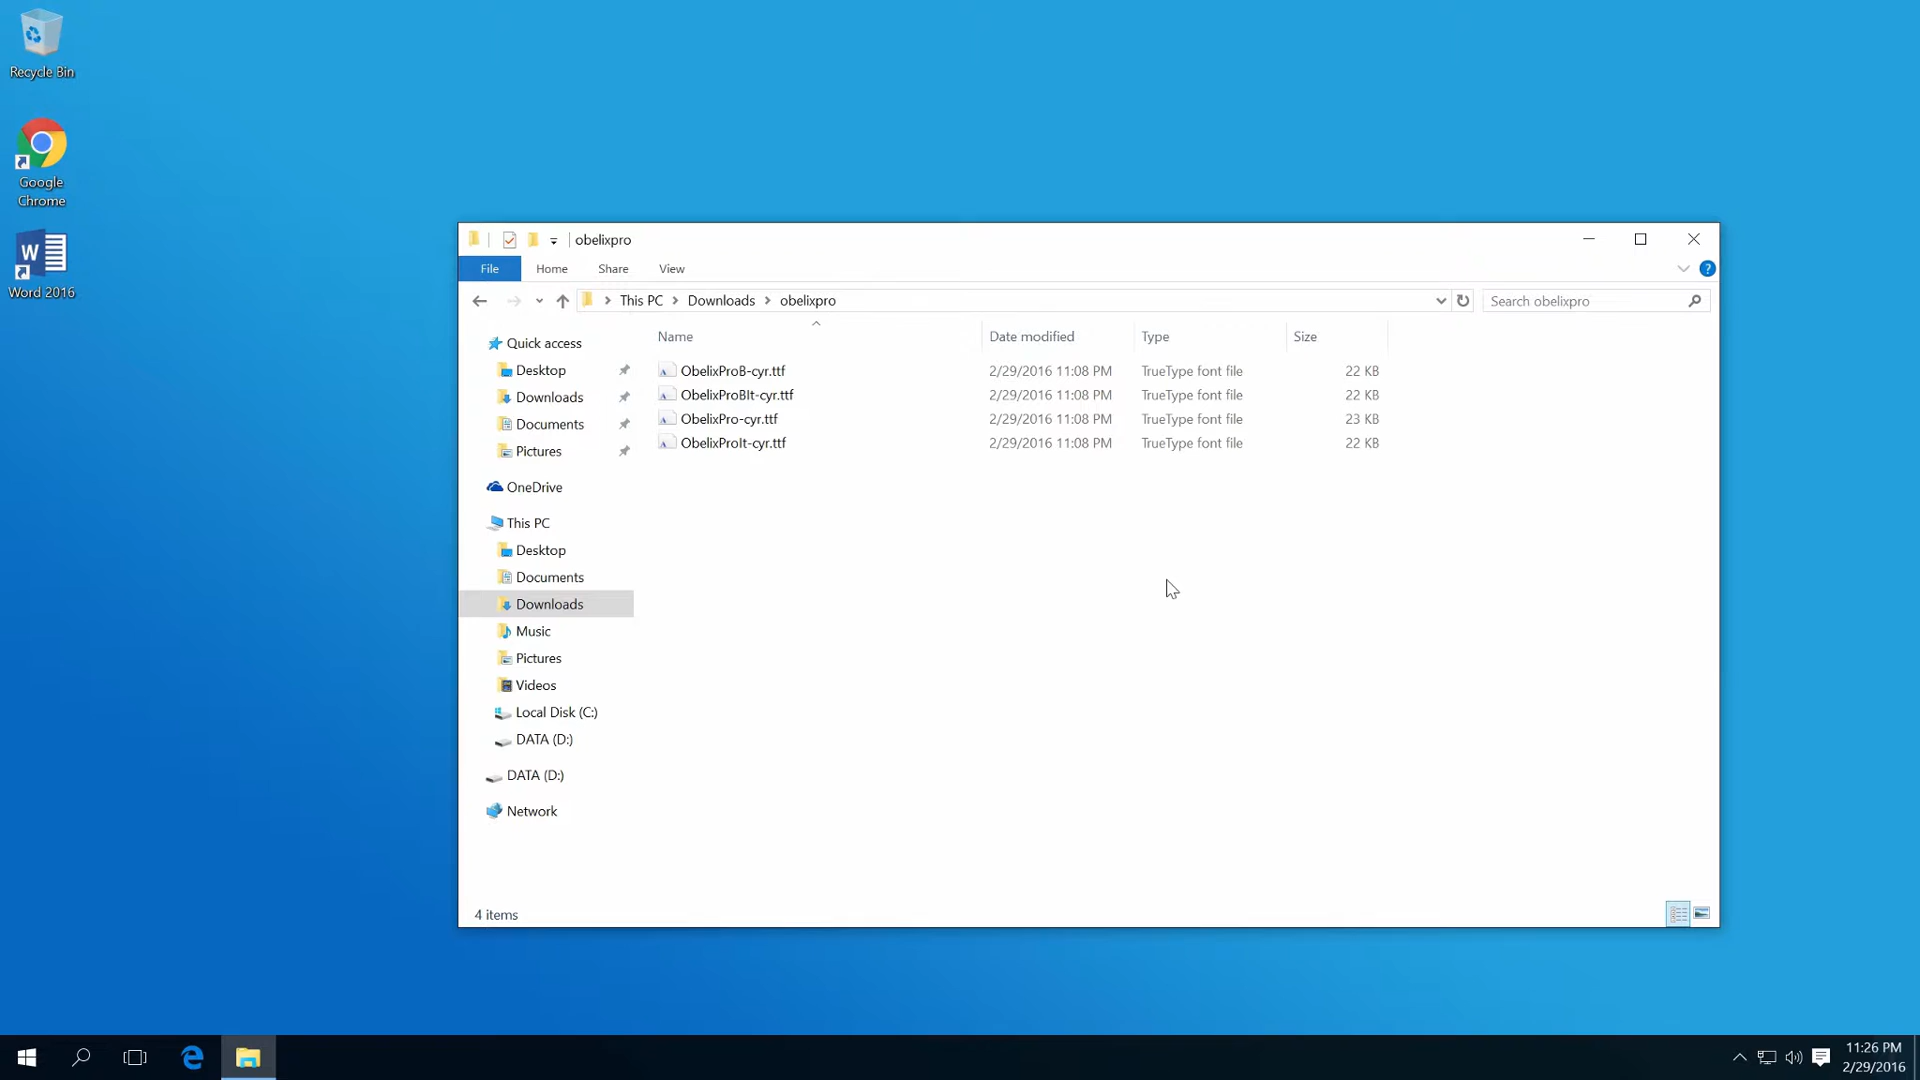 Recycle Bin
Google
Chrome
Word 2016
obelixpro
File Home Share View
This PC Downloads obelixpro
Search obelixpro
Name Date modified Type Size
ObelixProB-cyr.ttf 2/29/2016 11:08 PM TrueType font file 22 KB
ObelixProBIt-cyr.ttf 2/29/2016 11:08 PM TrueType font file 22 KB
ObelixPro-cyr.ttf 2/29/2016 11:08 PM TrueType font file 23 KB
ObelixProIt-cyr.ttf 2/29/2016 11:08 PM TrueType font file 22 KB
Quick access
Desktop
Downloads
Documents
Pictures
OneDrive
This PC
Desktop
Documents
Downloads
Music
Pictures
Videos
Local Disk (C:)
DATA (D:)
DATA (D:)
Network
4 items
11:26 PM
2/29/2016